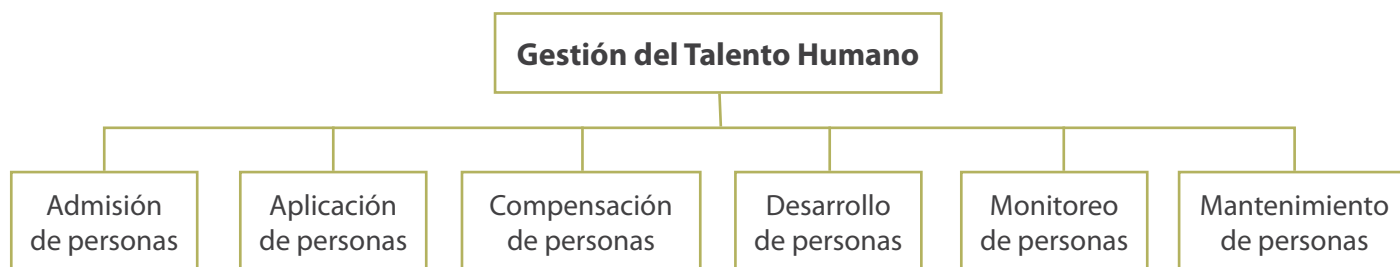 Gestión del Talento Humano
Admisión
de personas
Aplicación
de personas
Compensación
de personas
Desarrollo
de personas
Monitoreo
de personas
Mantenimiento
de personas